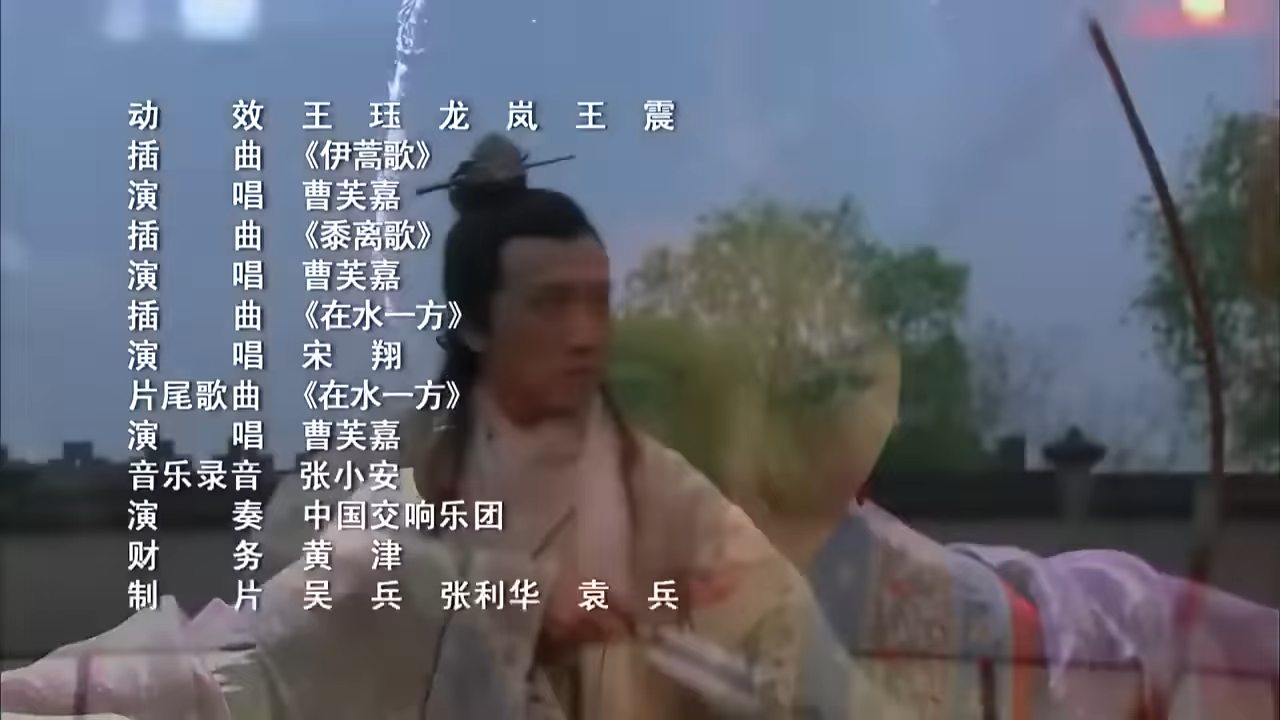 动效 王珏 龙岚 王震
插曲 《伊蒿歌》
演唱 曹芙嘉
插曲 《黍离歌》
演唱 曹芙嘉
插曲 《在水一方》
演唱 宋翔
片尾歌曲 《在水一方》
演唱 曹芙嘉
音乐录音 张小安
演奏 中国交响乐团
财务 黄津
制片 吴兵 张利华 袁兵